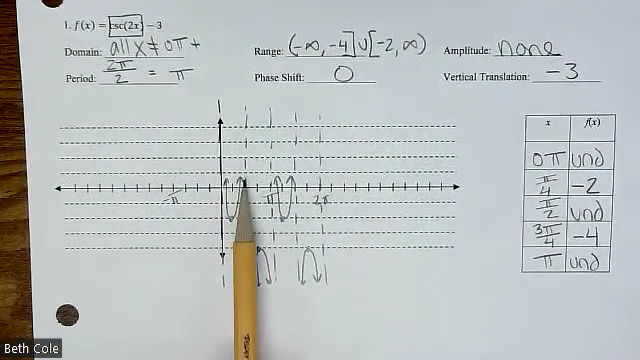 1. f(x) = csc(2x) − 3
Domain: all x ≠ 0π +
Range: (-∞, -4] ∪ [-2, ∞)
Amplitude: none
Period: 2π/2 = π
Phase Shift: 0
Vertical Translation: -3
x f(x)
0π und
π/4 -2
π/2 und
3π/4 -4
π und
-π π 2π
Beth Cole